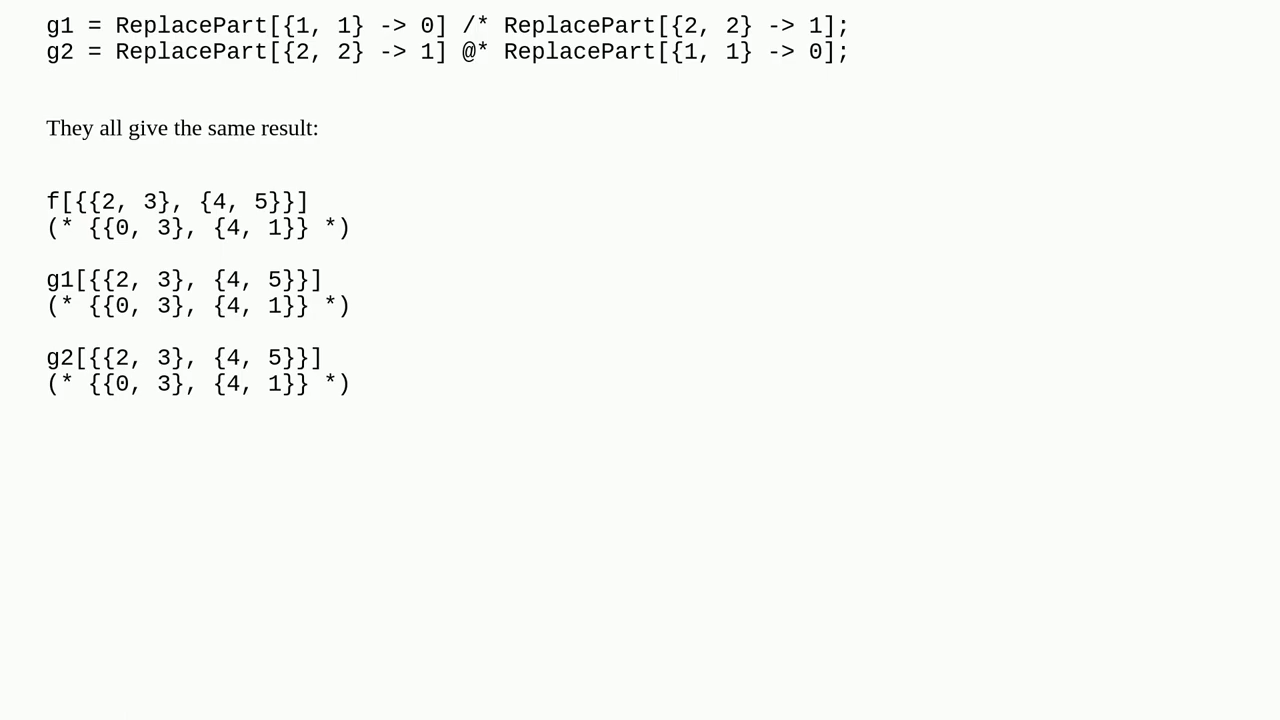 g1 = ReplacePart[{1, 1} -> 0] /* ReplacePart[{2, 2} -> 1];
g2 = ReplacePart[{2, 2} -> 1] @* ReplacePart[{1, 1} -> 0];
They all give the same result:
f[{{2, 3}, {4, 5}}]
(* {{0, 3}, {4, 1}} *)
g1[{{2, 3}, {4, 5}}]
(* {{0, 3}, {4, 1}} *)
g2[{{2, 3}, {4, 5}}]
(* {{0, 3}, {4, 1}} *)